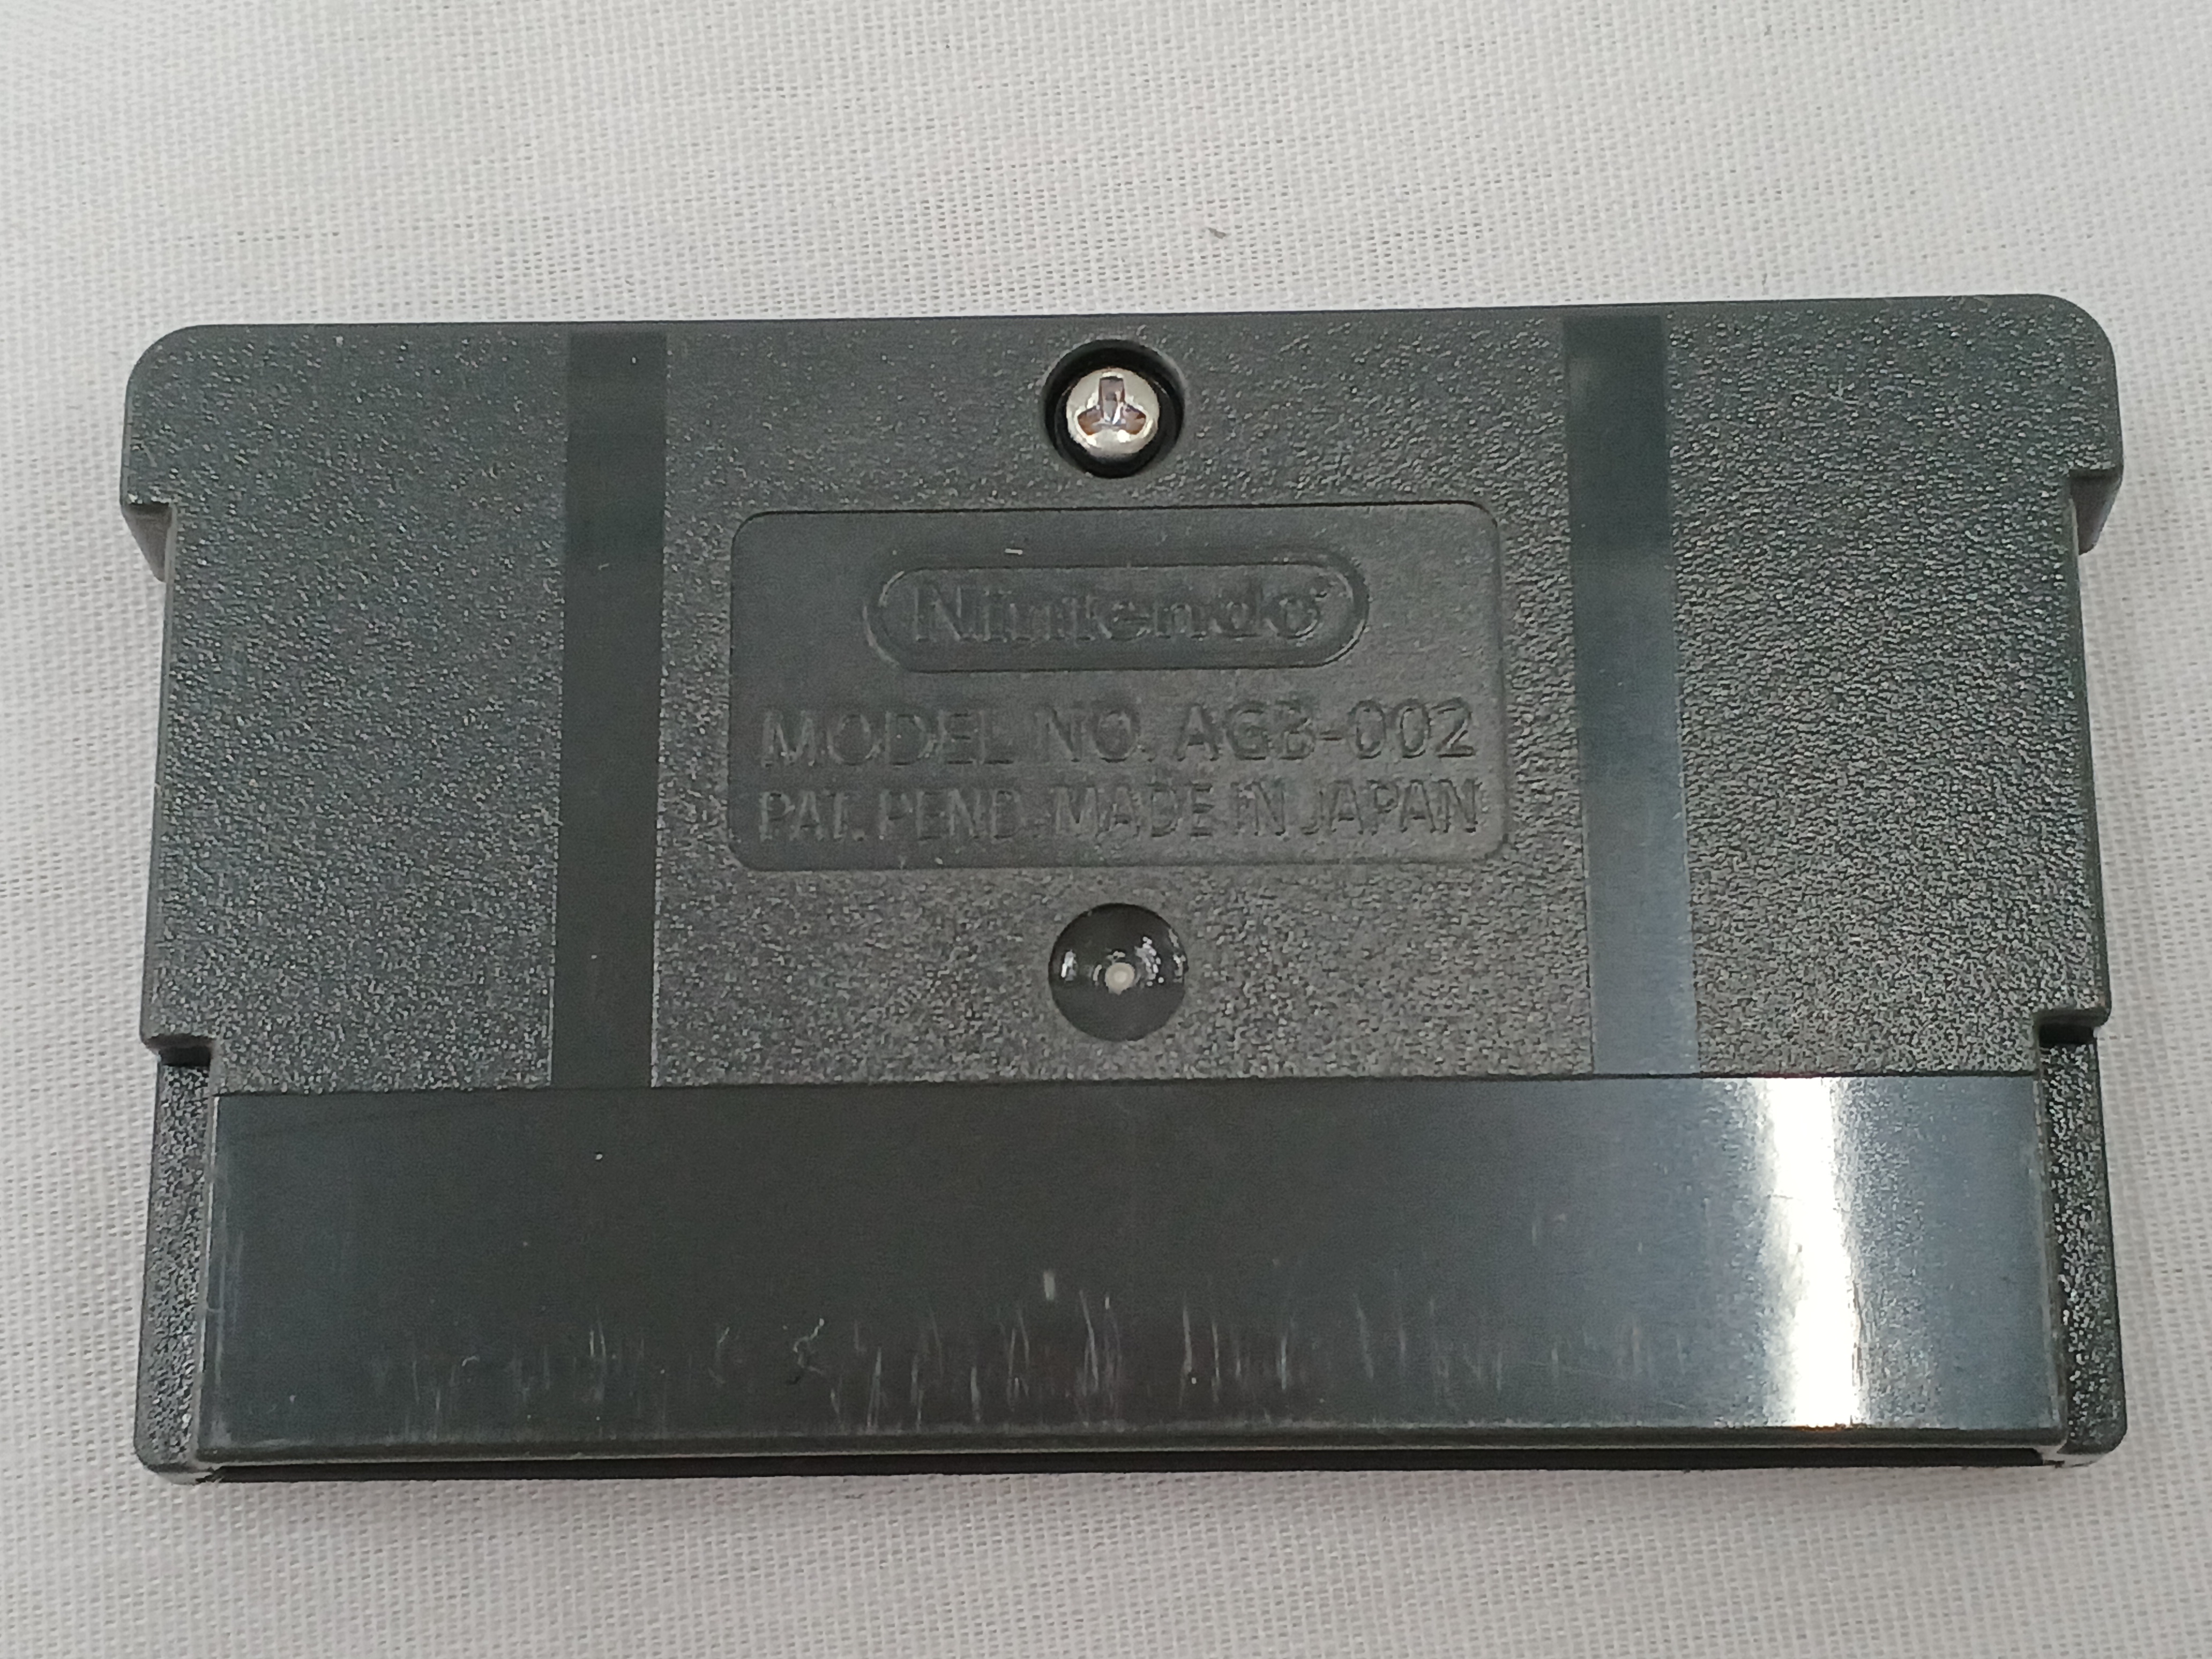 Nintendo
MODEL NO. AGB-002
PAT. PEND. MADE IN JAPAN